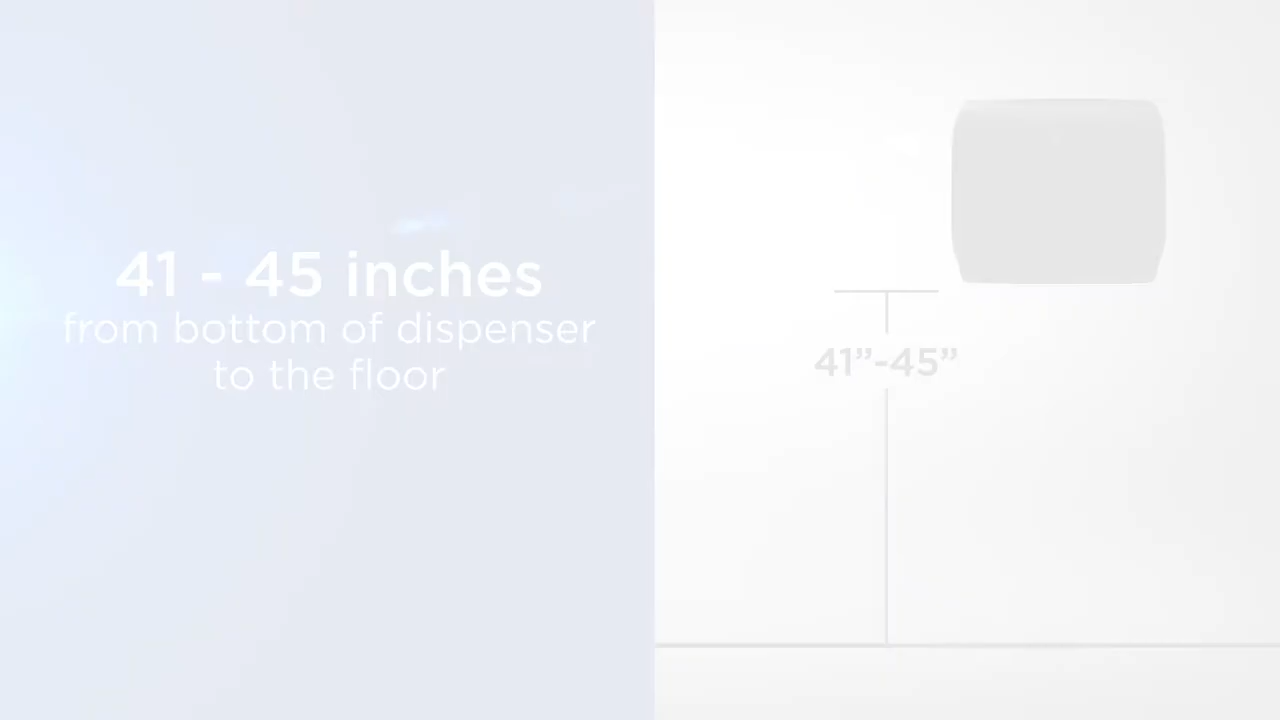 41 - 45 inches
from bottom of dispenser
to the floor
41”-45”